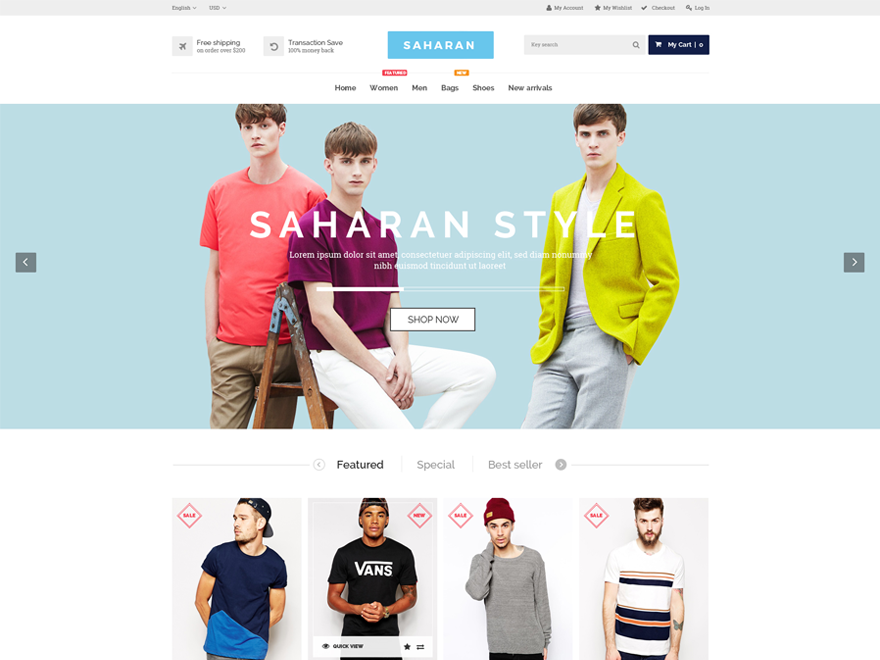 English USD My Account My Wishlist Checkout Log In
Free shipping
on order over $200
Transaction Save
100% money back
SAHARAN
Key search
My Cart | 0
FEATURED NEW
Home Women Men Bags Shoes New arrivals
SAHARAN STYLE
Lorem ipsum dolor sit amet, consectetuer adipiscing elit, sed diam nonummy
nibh euismod tincidunt ut laoreet
SHOP NOW
Featured Special Best seller
SALE NEW SALE SALE
VANS
QUICK VIEW